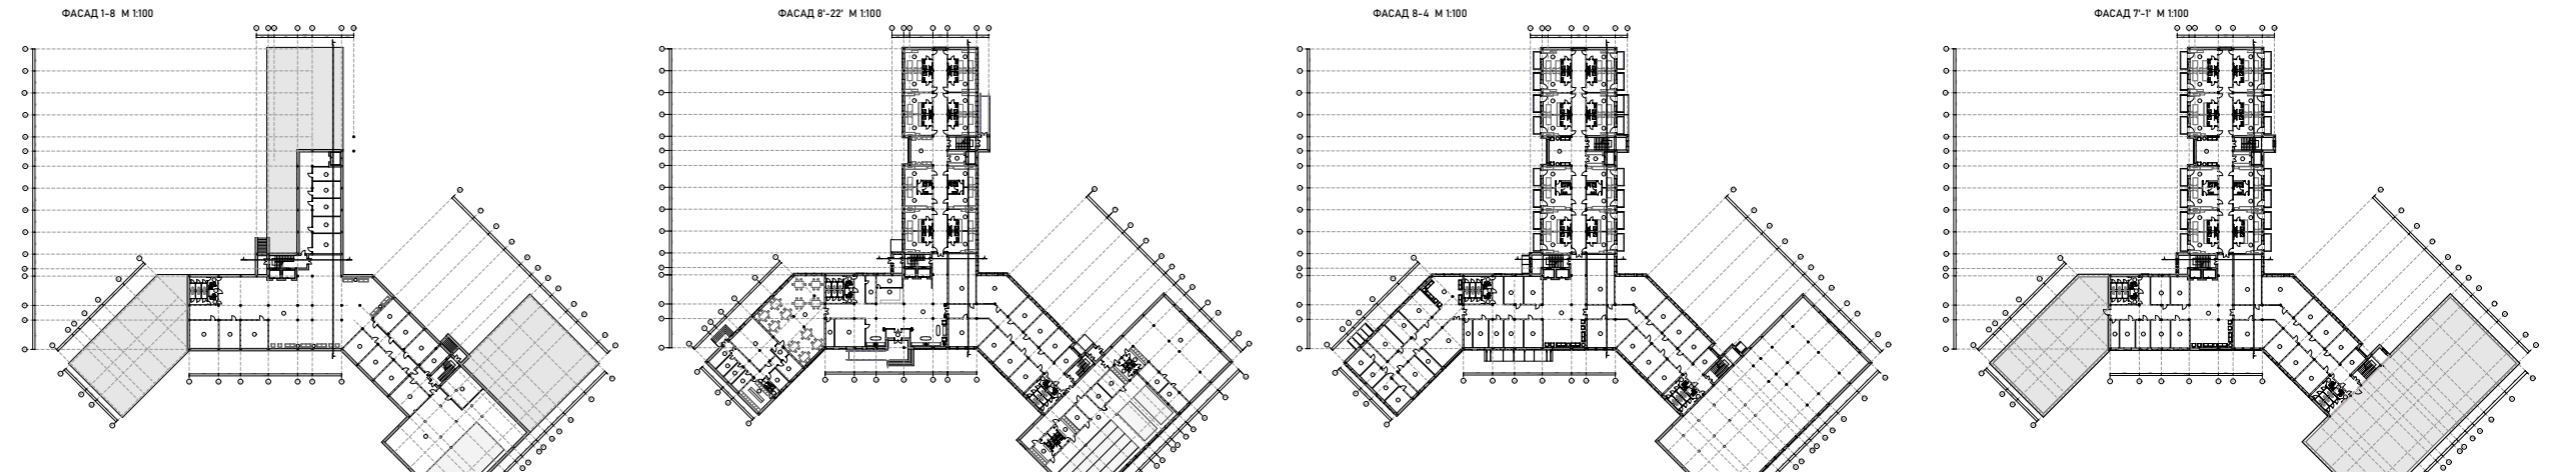 ФАСАД 1-8 М 1:100
ФАСАД 8'-22' М 1:100
ФАСАД 8-4 М 1:100
ФАСАД 7'-1' М 1:100